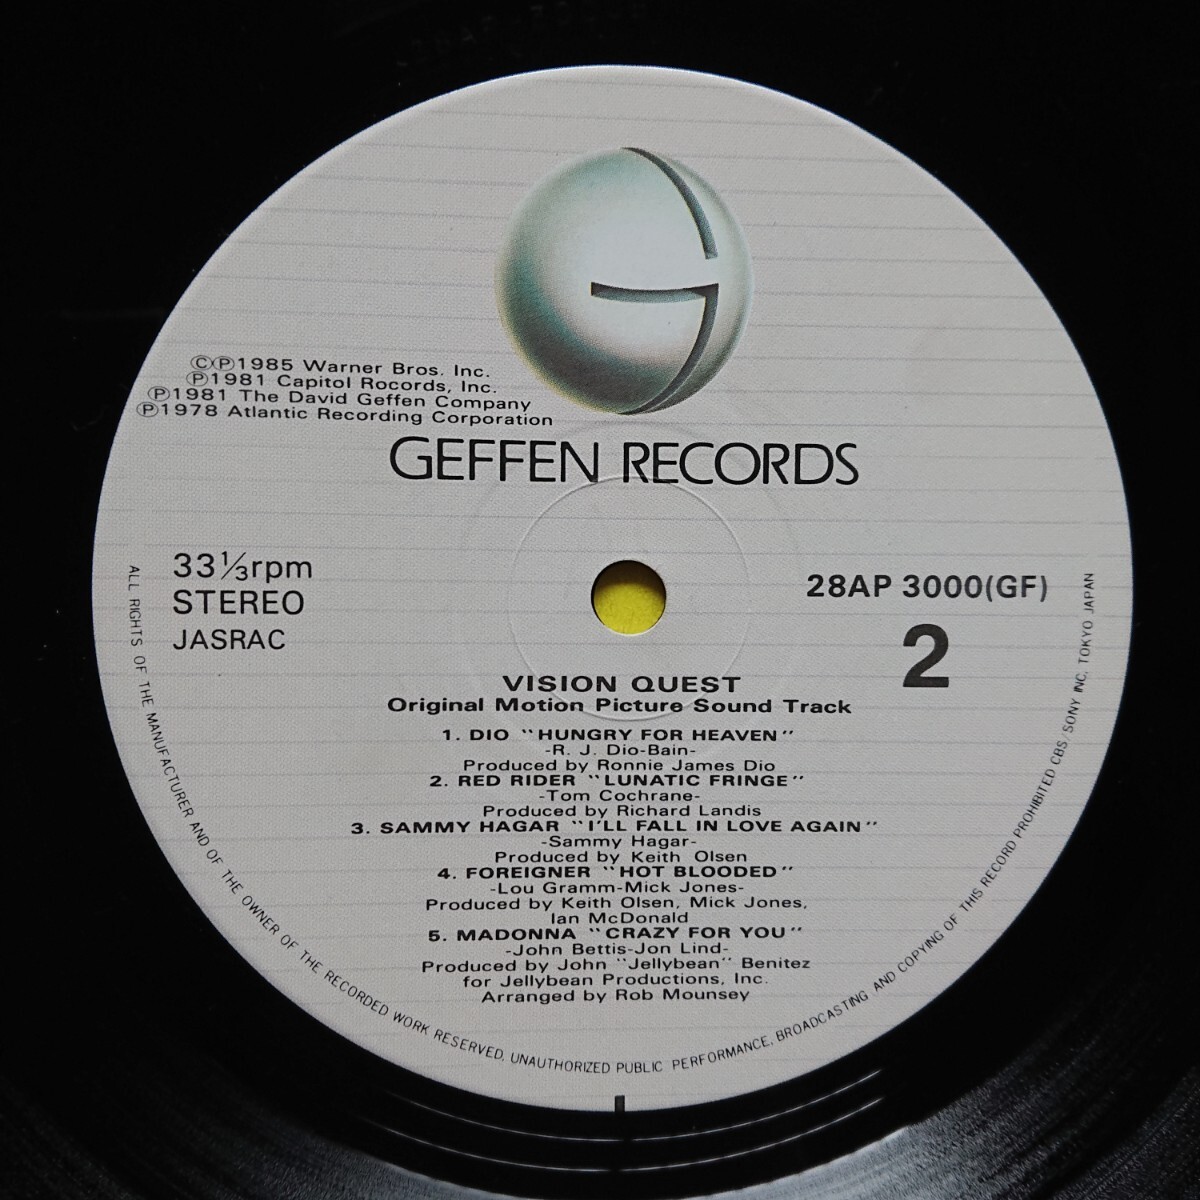 ⒸⓅ1985 Warner Bros. Inc.
Ⓟ1981 Capitol Rocords, Inc.
Ⓟ1981 The David Geffen Company
Ⓟ1978 Atlantic Recording Corporation
GEFFEN RECORDS
33⅓rpm
STEREO
JASRAC
28AP 3000(GF)
2
VISION QUEST
Original Motion Picture Sound Track
1. DIO "HUNGRY FOR HEAVEN"
-R. J. Dio-Bain-
Produced by Ronnie James Dio
2. RED RIDER "LUNATIC FRINGE"
-Tom Cochrane-
Produced by Richard Landis
3. SAMMY HAGAR "I'LL FALL IN LOVE AGAIN"
-Sammy Hagar-
Produced by Keith Olsen
4. FOREIGNER "HOT BLOODED"
-Lou Gramm-Mick Jones-
Produced by Keith Olsen, Mick Jones,
Ian McDonald
5. MADONNA "CRAZY FOR YOU"
-John Bettis-Jon Lind-
Produced by John "Jellybean" Benitez
for Jellybean Productions, Inc.
Arranged by Rob Mounsey
ALL RIGHTS OF THE MANUFACTURER AND OF THE OWNER OF THE RECORDED WORK RESERVED. UNAUTHORIZED PUBLIC PERFORMANCE, BROADCASTING AND COPYING OF THIS RECORD PROHIBITED CBS/SONY INC. TOKYO JAPAN